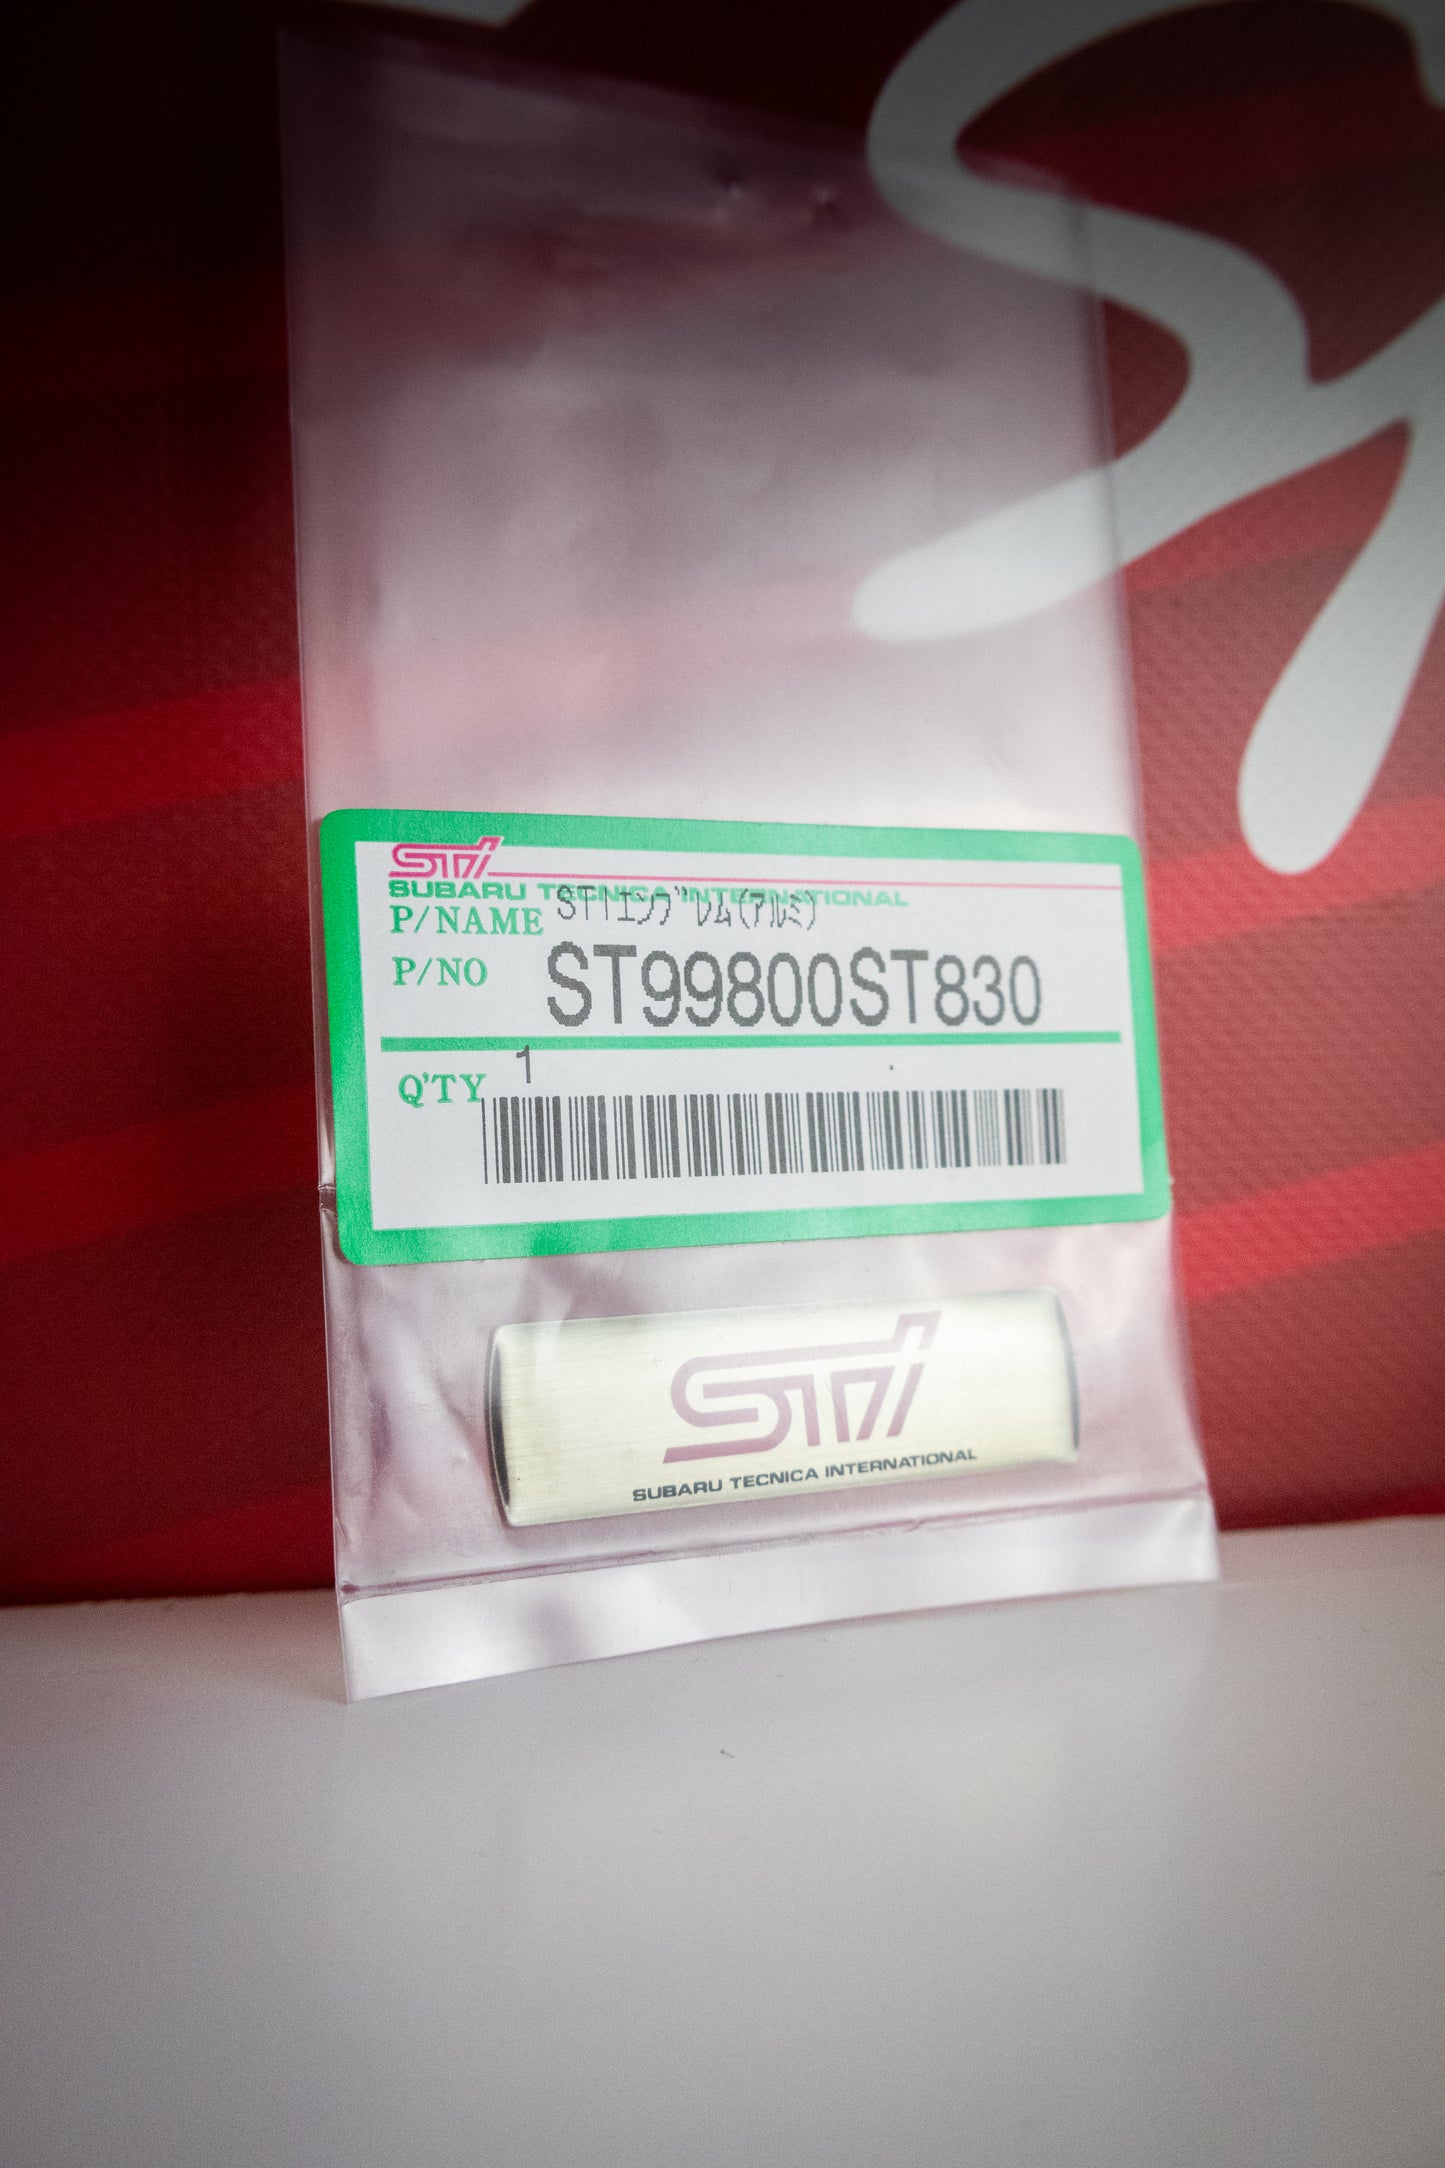 STI
SUBARU TECNICA INTERNATIONAL
P/NAME STIエンブレム(アルミ)
P/NO ST99800ST830
Q'TY 1
STI
SUBARU TECNICA INTERNATIONAL